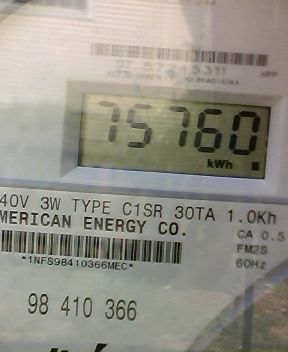 75760
kWh
40V 3W TYPE C1SR 30TA 1.0Kh
MERICAN ENERGY CO.
CA 0.5
FM2S
60Hz
*1NFS98410366MEC*
98 410 366